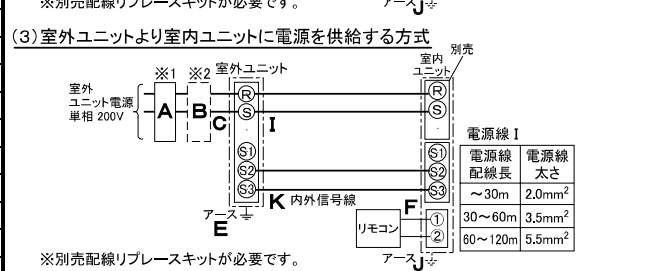 ※別売配線リプレースキットが必要です。
アース J
(3)室外ユニットより室内ユニットに電源を供給する方式
別売
※1 ※2 室外ユニット
室内
ユニット
室外
ユニット電源
単相 200V
A B C
R R
S I S
電源線 I
電源線
配線長
電源線
太さ
～30m 2.0mm²
30～60m 3.5mm²
60～120m 5.5mm²
S1 S1
S2 S2
S3 S3
K 内外信号線
アース
E
F
リモコン
①
②
※別売配線リプレースキットが必要です。
アース J